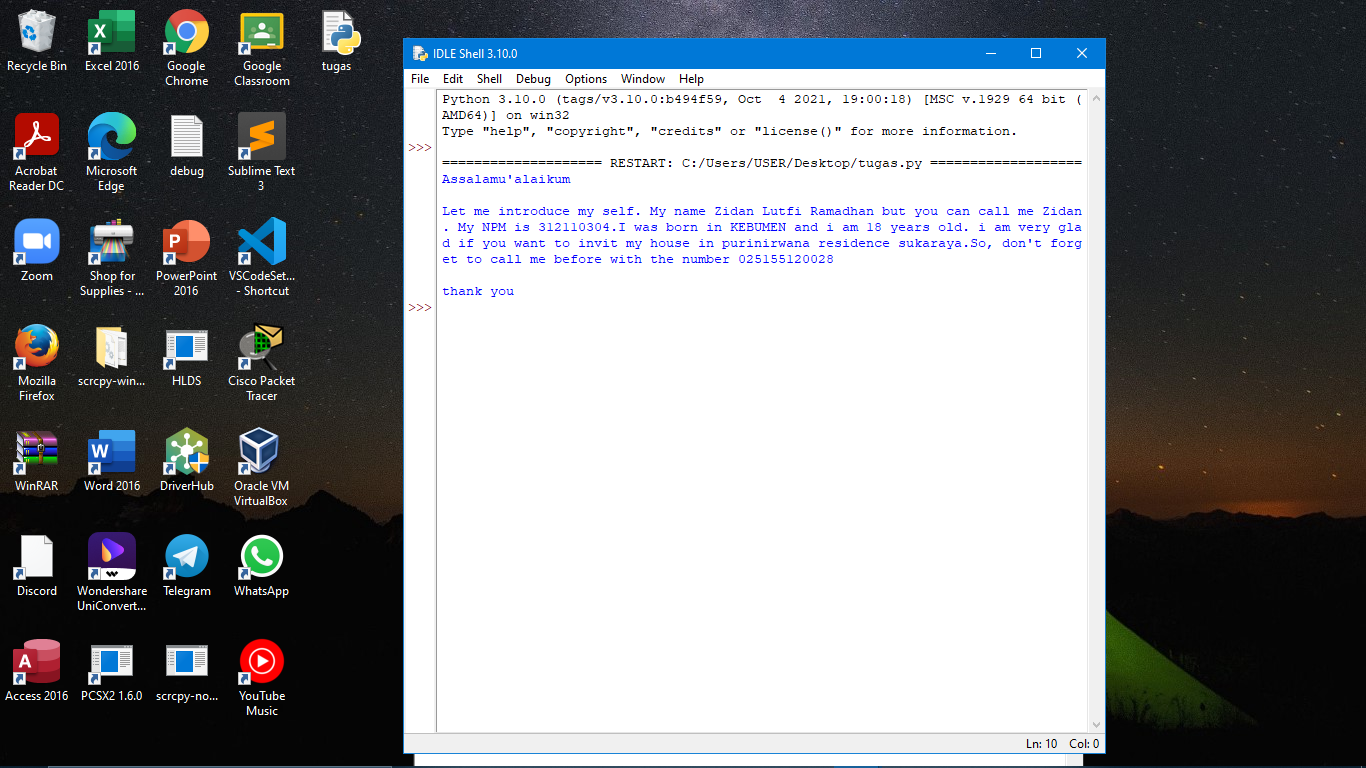 Recycle Bin
Excel 2016
Google
Chrome
Google
Classroom
tugas
Acrobat
Reader DC
Microsoft
Edge
debug
Sublime Text
3
Zoom
Shop for
Supplies - ...
PowerPoint
2016
VSCodeSet...
- Shortcut
Mozilla
Firefox
scrcpy-win...
HLDS
Cisco Packet
Tracer
WinRAR
Word 2016
DriverHub
Oracle VM
VirtualBox
Discord
Wondershare
UniConvert...
Telegram
WhatsApp
Access 2016
PCSX2 1.6.0
scrcpy-no...
YouTube
Music
IDLE Shell 3.10.0
File Edit Shell Debug Options Window Help
Python 3.10.0 (tags/v3.10.0:b494f59, Oct  4 2021, 19:00:18) [MSC v.1929 64 bit (
AMD64)] on win32
Type "help", "copyright", "credits" or "license()" for more information.
>>>
==================== RESTART: C:/Users/USER/Desktop/tugas.py ===================
Assalamu'alaikum
Let me introduce my self. My name Zidan Lutfi Ramadhan but you can call me Zidan
. My NPM is 312110304.I was born in KEBUMEN and i am 18 years old. i am very gla
d if you want to invit my house in purinirwana residence sukaraya.So, don't forg
et to call me before with the number 025155120028
thank you
>>>
Ln: 10 Col: 0